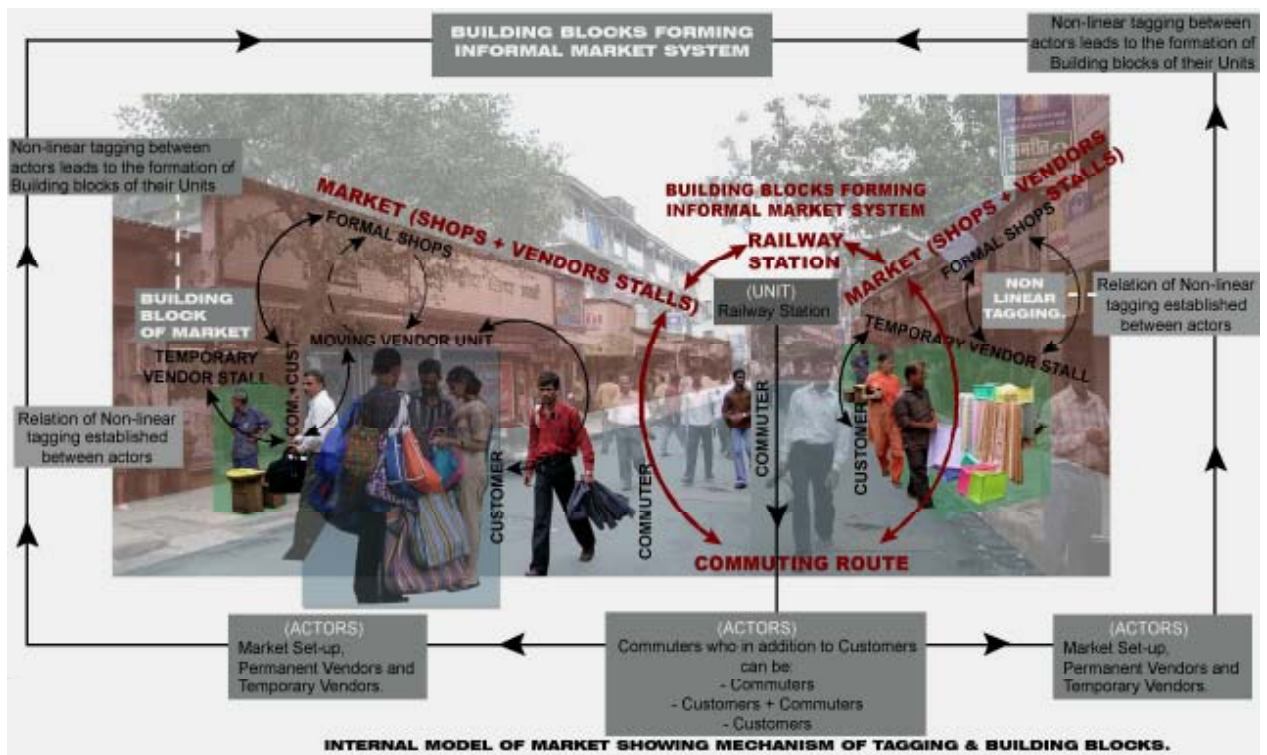 BUILDING BLOCKS FORMING
INFORMAL MARKET SYSTEM
Non-linear tagging between
actors leads to the formation of
Building blocks of their Units
Non-linear tagging between
actors leads to the formation of
Building blocks of their Units
MARKET (SHOPS + VENDORS STALLS)
FORMAL SHOPS
BUILDING BLOCKS FORMING
INFORMAL MARKET SYSTEM
RAILWAY
STATION
MARKET (SHOPS + VENDORS
STALLS)
FORMAL SHOPS
BUILDING
BLOCK
OF MARKET
(UNIT)
Railway Station
NON
LINEAR
TAGGING.
Relation of Non-linear
tagging established
between actors
MOVING VENDOR UNIT
TEMPORARY
VENDOR STALL
COM.+CUST.
TEMPORARY VENDOR STALL
Relation of Non-linear
tagging established
between actors
CUSTOMER
COMMUTER
COMMUTER
CUSTOMER
COMMUTING ROUTE
(ACTORS)
Market Set-up,
Permanent Vendors and
Temporary Vendors.
(ACTORS)
Commuters who in addition to Customers
can be:
- Commuters
- Customers + Commuters
- Customers
(ACTORS)
Market Set-up,
Permanent Vendors and
Temporary Vendors.
INTERNAL MODEL OF MARKET SHOWING MECHANISM OF TAGGING & BUILDING BLOCKS.